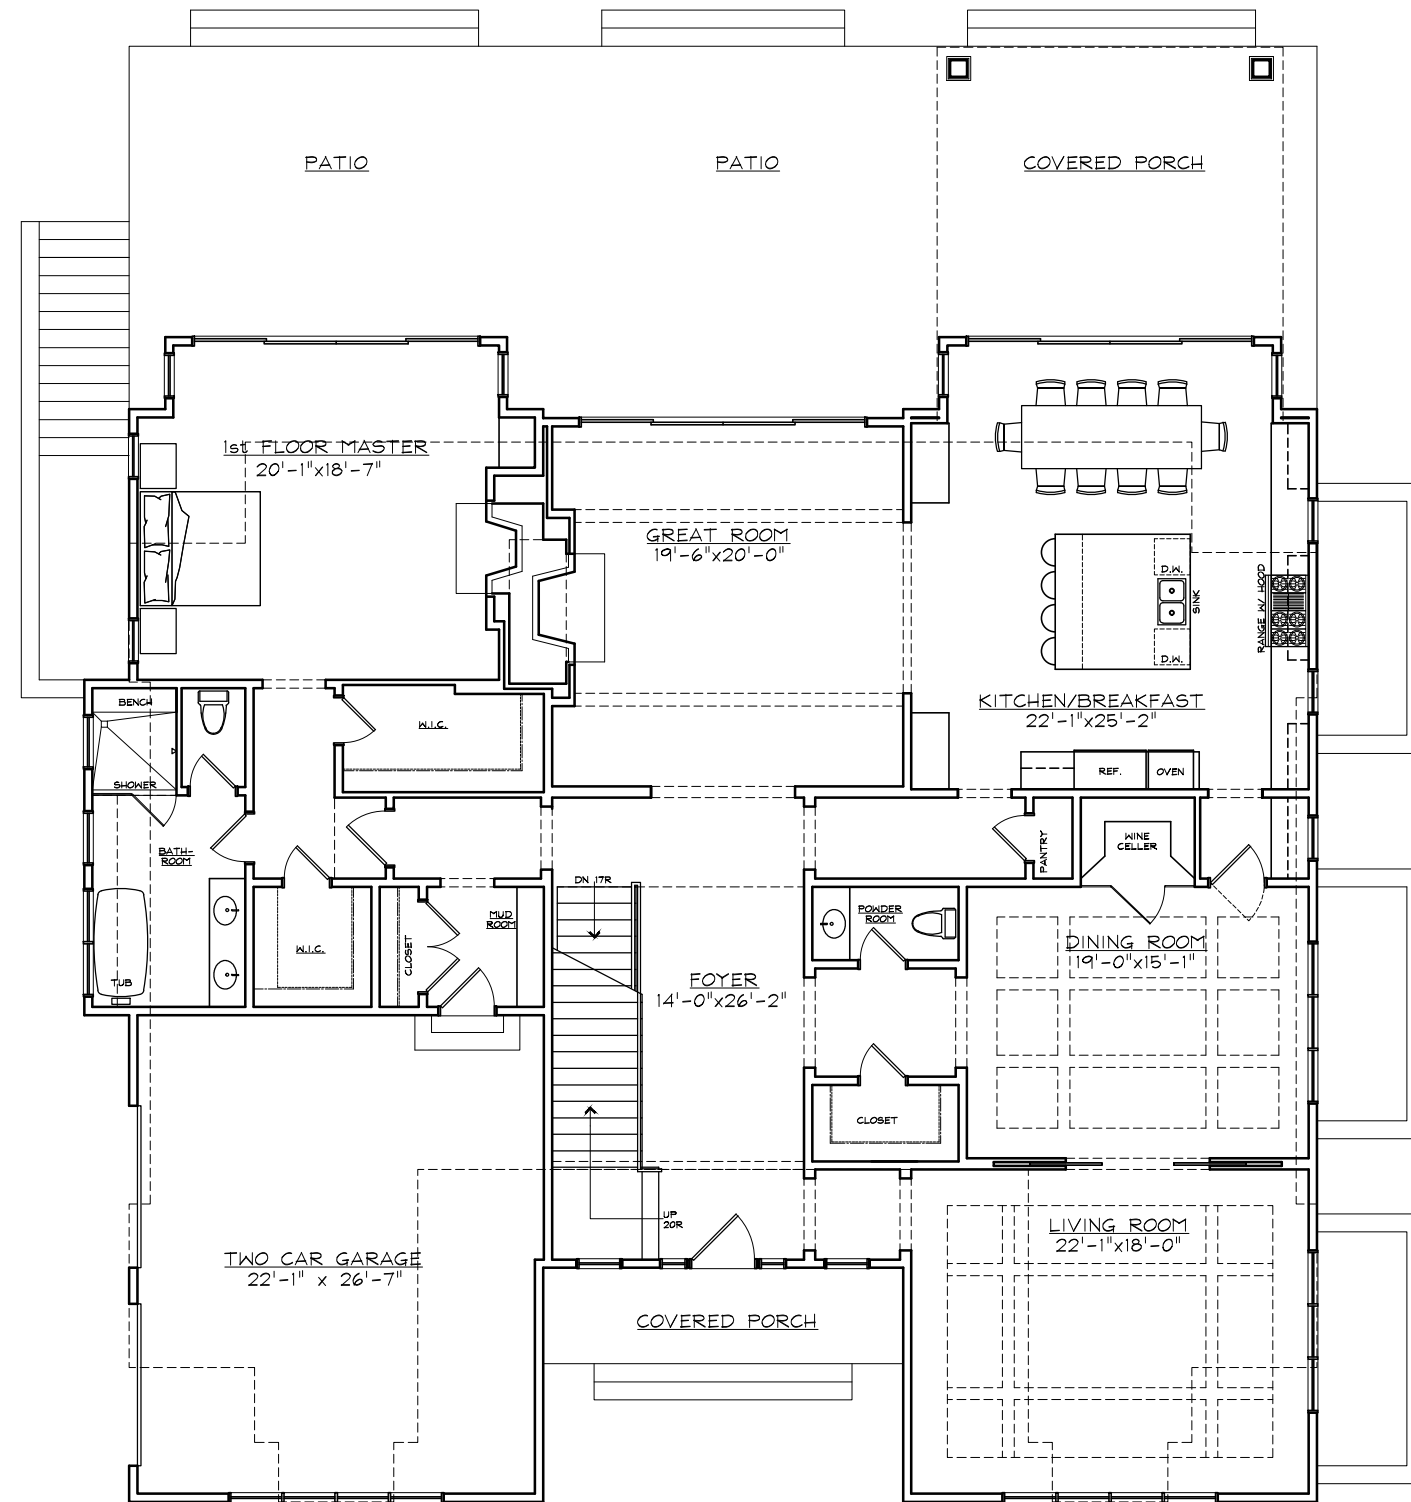 PATIO
PATIO
COVERED PORCH
1st FLOOR MASTER
20'-1"x18'-7"
GREAT ROOM
19'-6"x20'-0"
D.W.
SINK
D.W.
RANGE W/ HOOD
KITCHEN/BREAKFAST
22'-1"x25'-2"
REF.
OVEN
BENCH
SHOWER
W.I.C.
BATH-
ROOM
TUB
W.I.C.
CLOSET
MUD
ROOM
DN 17R
PANTRY
WINE
CELLER
POWDER
ROOM
DINING ROOM
19'-0"x15'-1"
FOYER
14'-0"x26'-2"
CLOSET
UP
20R
LIVING ROOM
22'-1"x18'-0"
TWO CAR GARAGE
22'-1" x 26'-7"
COVERED PORCH